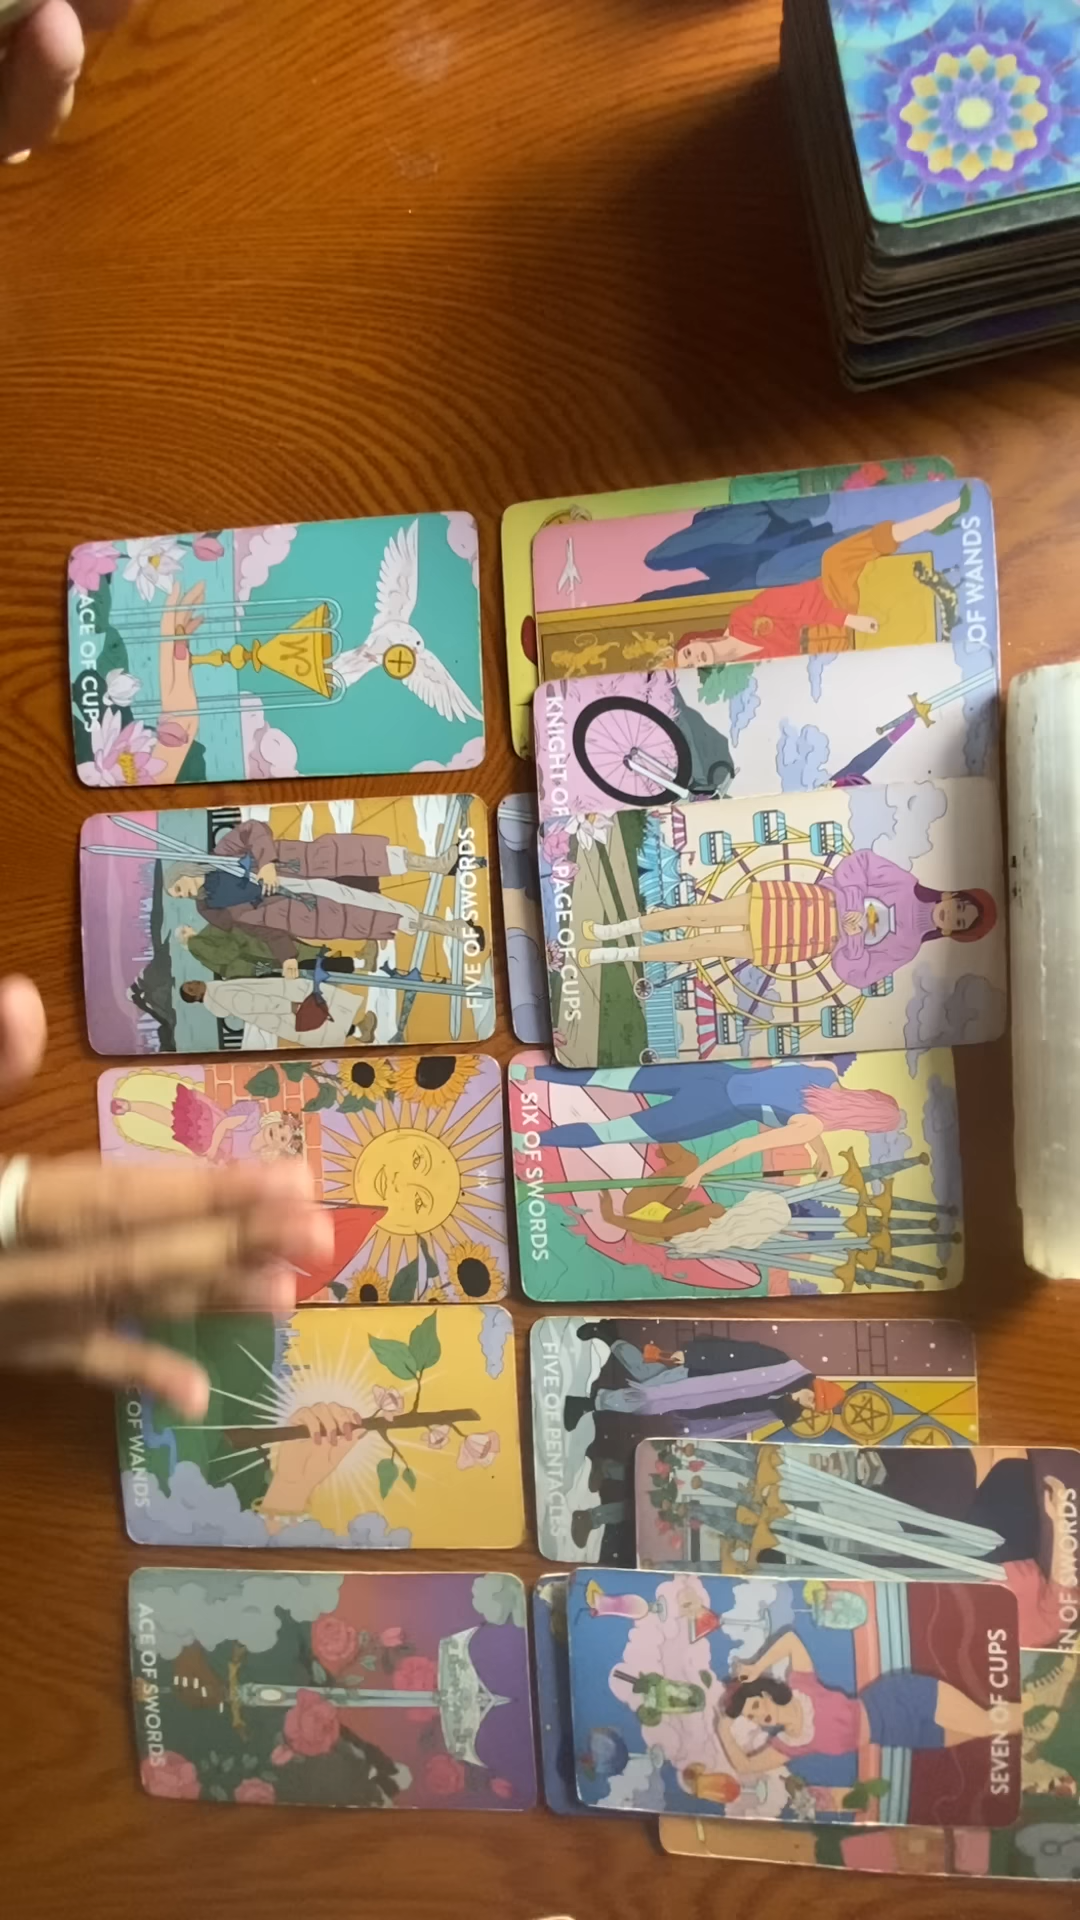 ACE OF CUPS
OF WANDS
KNIGHT OF
PAGE OF CUPS
FIVE OF SWORDS
XIX
SIX OF SWORDS
OF WANDS
FIVE OF PENTACLES
EN OF SWORDS
ACE OF SWORDS
SEVEN OF CUPS